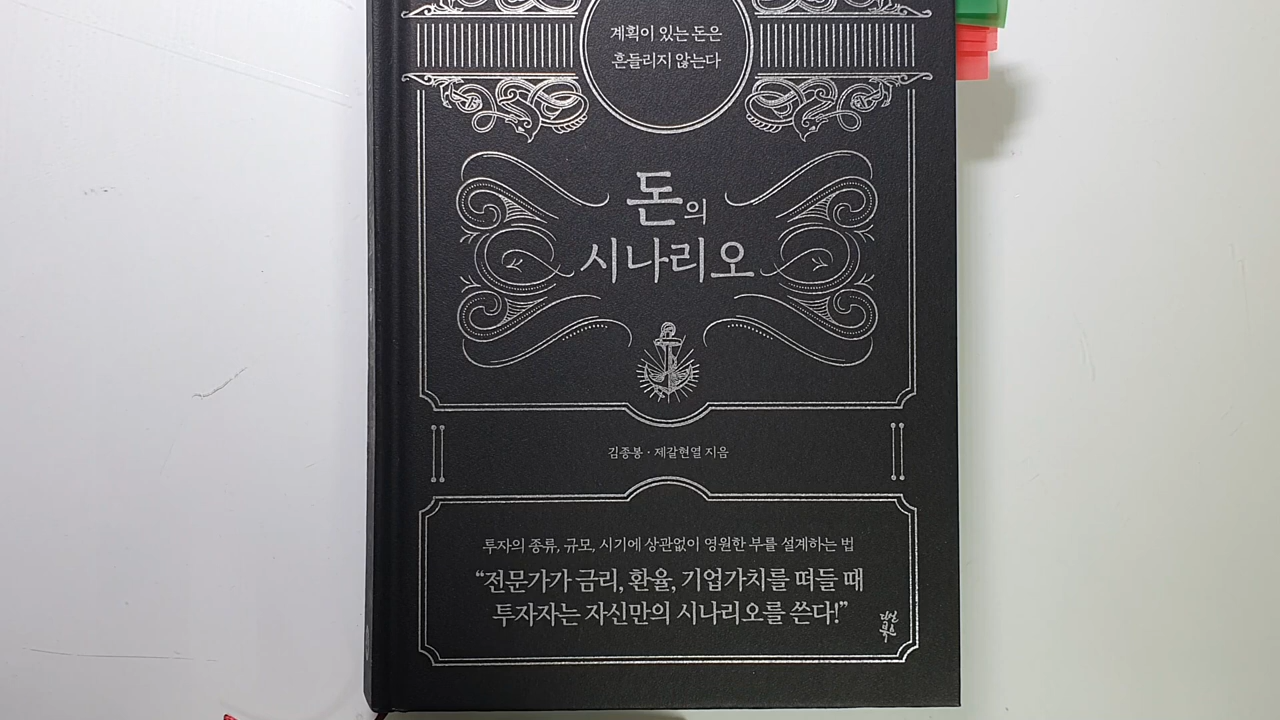 계획이 있는 돈은
흔들리지 않는다
돈의
시나리오
김종봉 · 제갈현열 지음
투자의 종류, 규모, 시기에 상관없이 영원한 부를 설계하는 법
“전문가가 금리, 환율, 기업가치를 떠들 때
투자자는 자신만의 시나리오를 쓴다!”
다산
북스